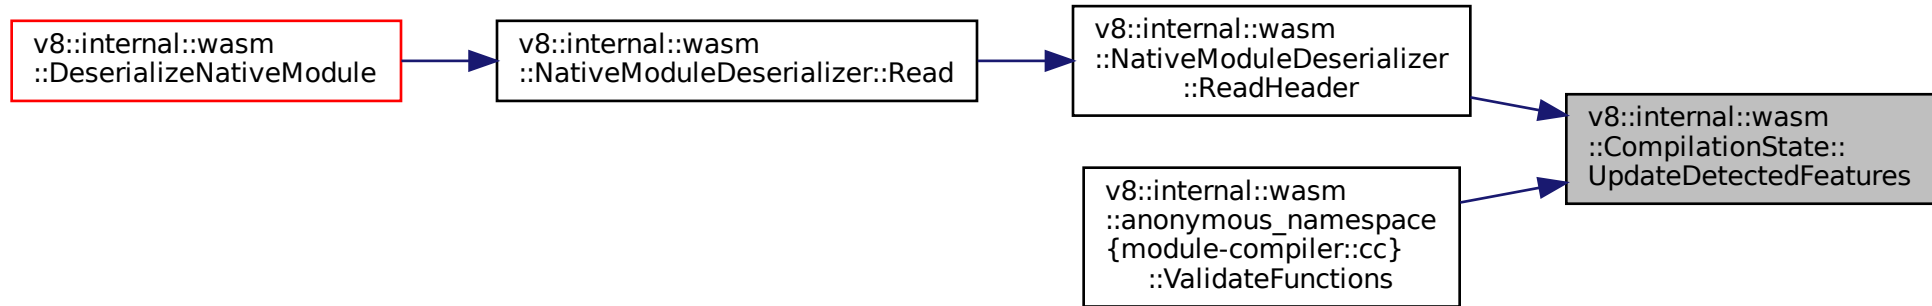 v8::internal::wasm
::DeserializeNativeModule
v8::internal::wasm
::NativeModuleDeserializer::Read
v8::internal::wasm
::NativeModuleDeserializer
::ReadHeader
v8::internal::wasm
::anonymous_namespace
{module-compiler::cc}
::ValidateFunctions
v8::internal::wasm
::CompilationState::
UpdateDetectedFeatures